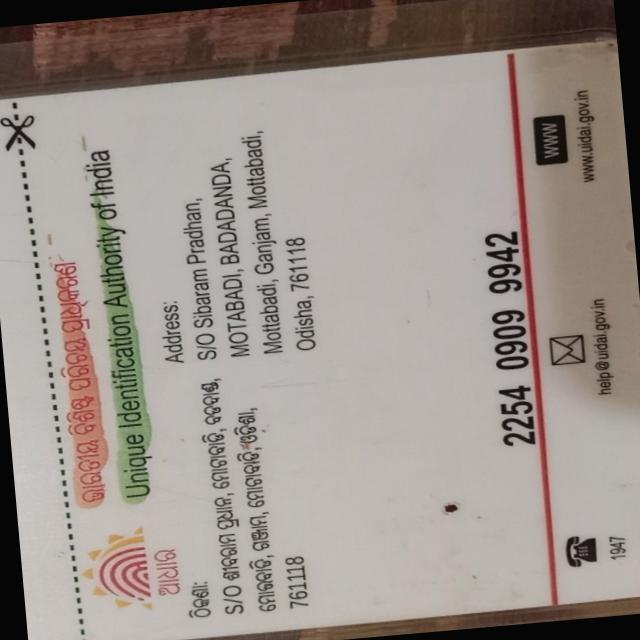 ଭାରତୀୟ ବିଶିଷ୍ଟ ପରିଚୟ ପ୍ରାଧିକରଣ
Unique Identification Authority of India
ଆଧାର
ଠିକଣା:
S/O ଶୀବରାମ ପ୍ରଧାନ, ମୋଟାବାଡି, ବଡ଼ଦାଣ୍ଡ,
ମୋଟାବାଡି, ଗଞ୍ଜାମ, ମୋଟାବାଡି, ଓଡ଼ିଶା,
761118
Address:
S/O Sibaram Pradhan,
MOTABADI, BADADANDA,
Mottabadi, Ganjam, Mottabadi,
Odisha, 761118
2254 0909 9942
1947
help@uidai.gov.in
WWW
www.uidai.gov.in